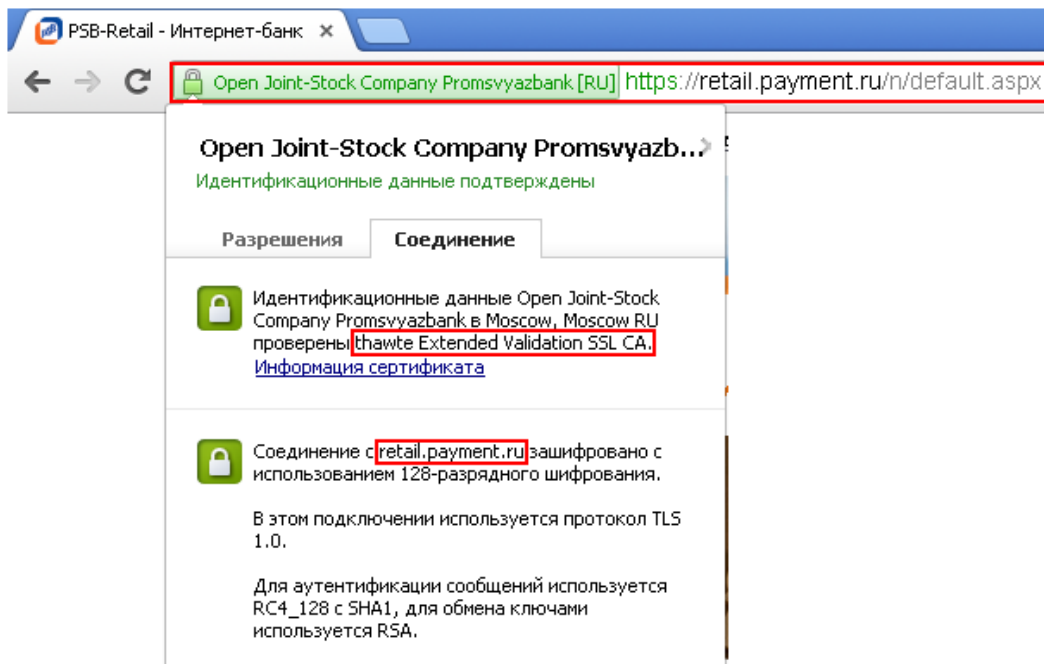 PSB-Retail - Интернет-банк
Open Joint-Stock Company Promsvyazbank [RU] https://retail.payment.ru/n/default.aspx
Open Joint-Stock Company Promsvyazb...
Идентификационные данные подтверждены
Разрешения Соединение
Идентификационные данные Open Joint-Stock
Company Promsvyazbank в Moscow, Moscow RU
проверены thawte Extended Validation SSL CA.
Информация сертификата
Соединение с retail.payment.ru зашифровано с
использованием 128-разрядного шифрования.
В этом подключении используется протокол TLS
1.0.
Для аутентификации сообщений используется
RC4_128 с SHA1, для обмена ключами
используется RSA.